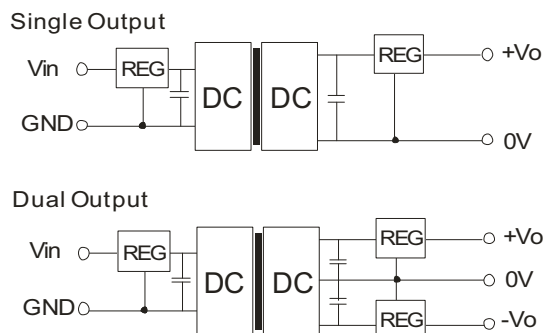 Single Output
Vin REG DC DC REG +Vo
GND 0V
Dual Output
Vin REG DC DC REG +Vo
0V
GND REG -Vo